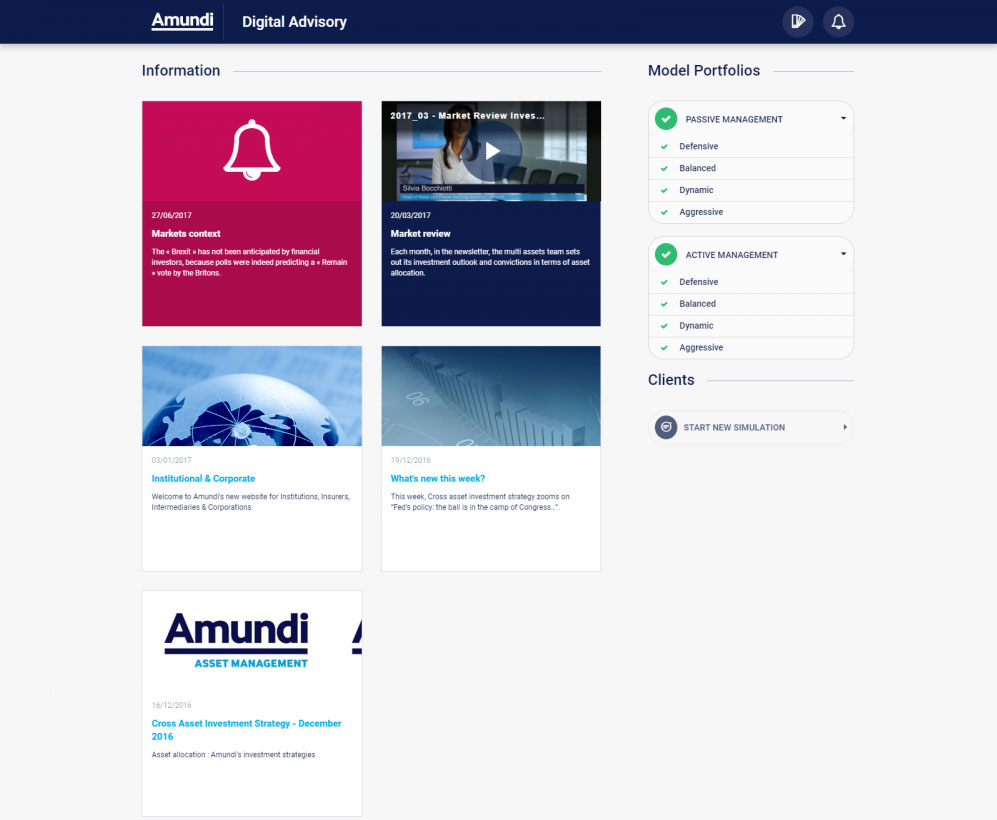 Amundi
Digital Advisory
Information
2017_03 - Market Review Inves...
Silvia Bocchiotti
27/06/2017
Markets context
The « Brexit » has not been anticipated by financial
investors, because polls were indeed predicting a « Remain
» vote by the Britons.
20/03/2017
Market review
Each month, in the newsletter, the multi assets team sets
out its investment outlook and convictions in terms of asset
allocation.
03/01/2017
Institutional & Corporate
Welcome to Amundi's new website for Institutions, Insurers,
Intermediaries & Corporations
19/12/2016
What's new this week?
This week, Cross asset investment strategy zooms on
"Fed's policy: the ball is in the camp of Congress...".
Amundi
ASSET MANAGEMENT
16/12/2016
Cross Asset Investment Strategy - December
2016
Asset allocation : Amundi's investment strategies
Model Portfolios
PASSIVE MANAGEMENT
Defensive
Balanced
Dynamic
Aggressive
ACTIVE MANAGEMENT
Defensive
Balanced
Dynamic
Aggressive
Clients
START NEW SIMULATION